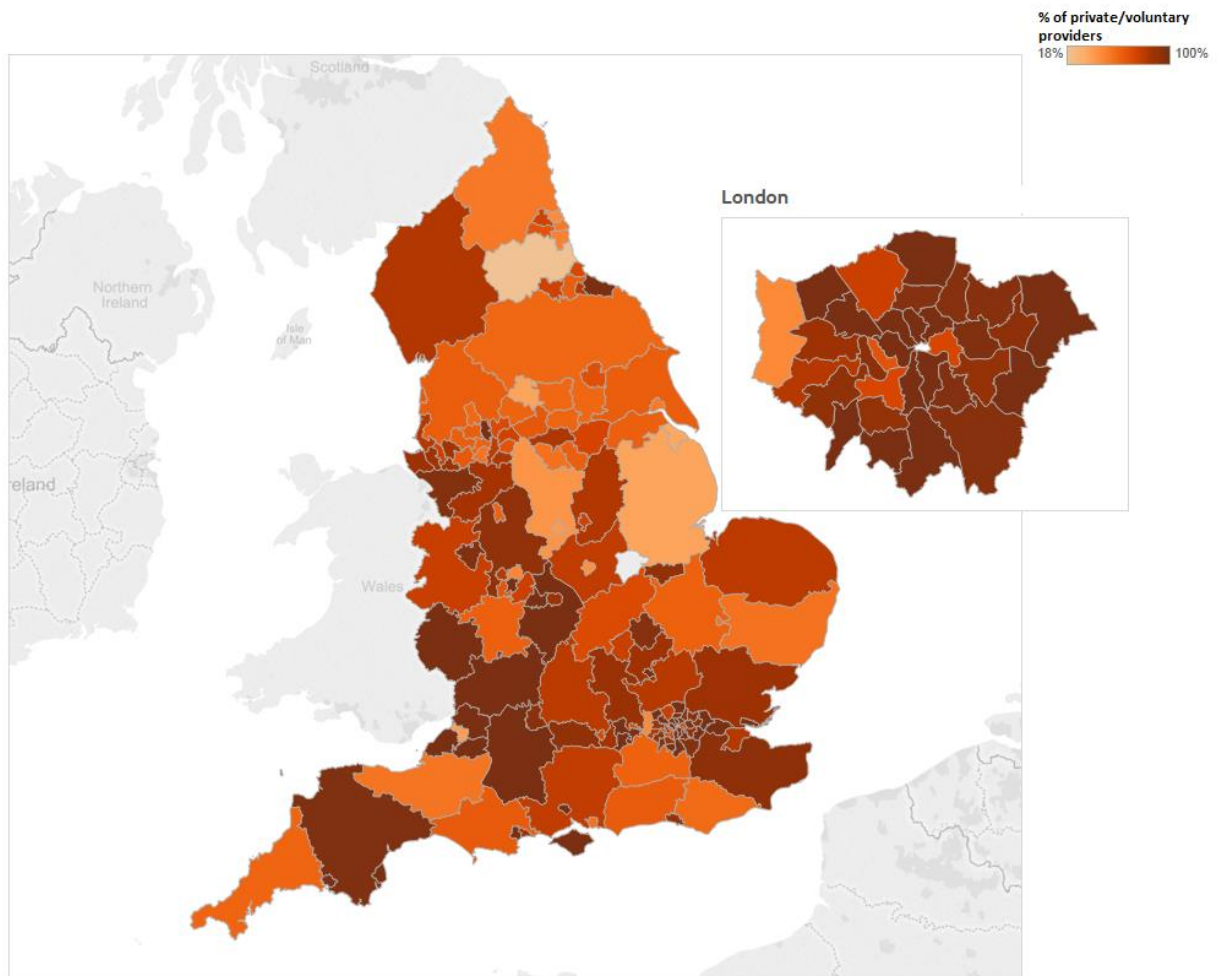 % of private/voluntary
providers
18%
100%
Scotland
London
Northern
Ireland
Isle
of Man
reland
Wales